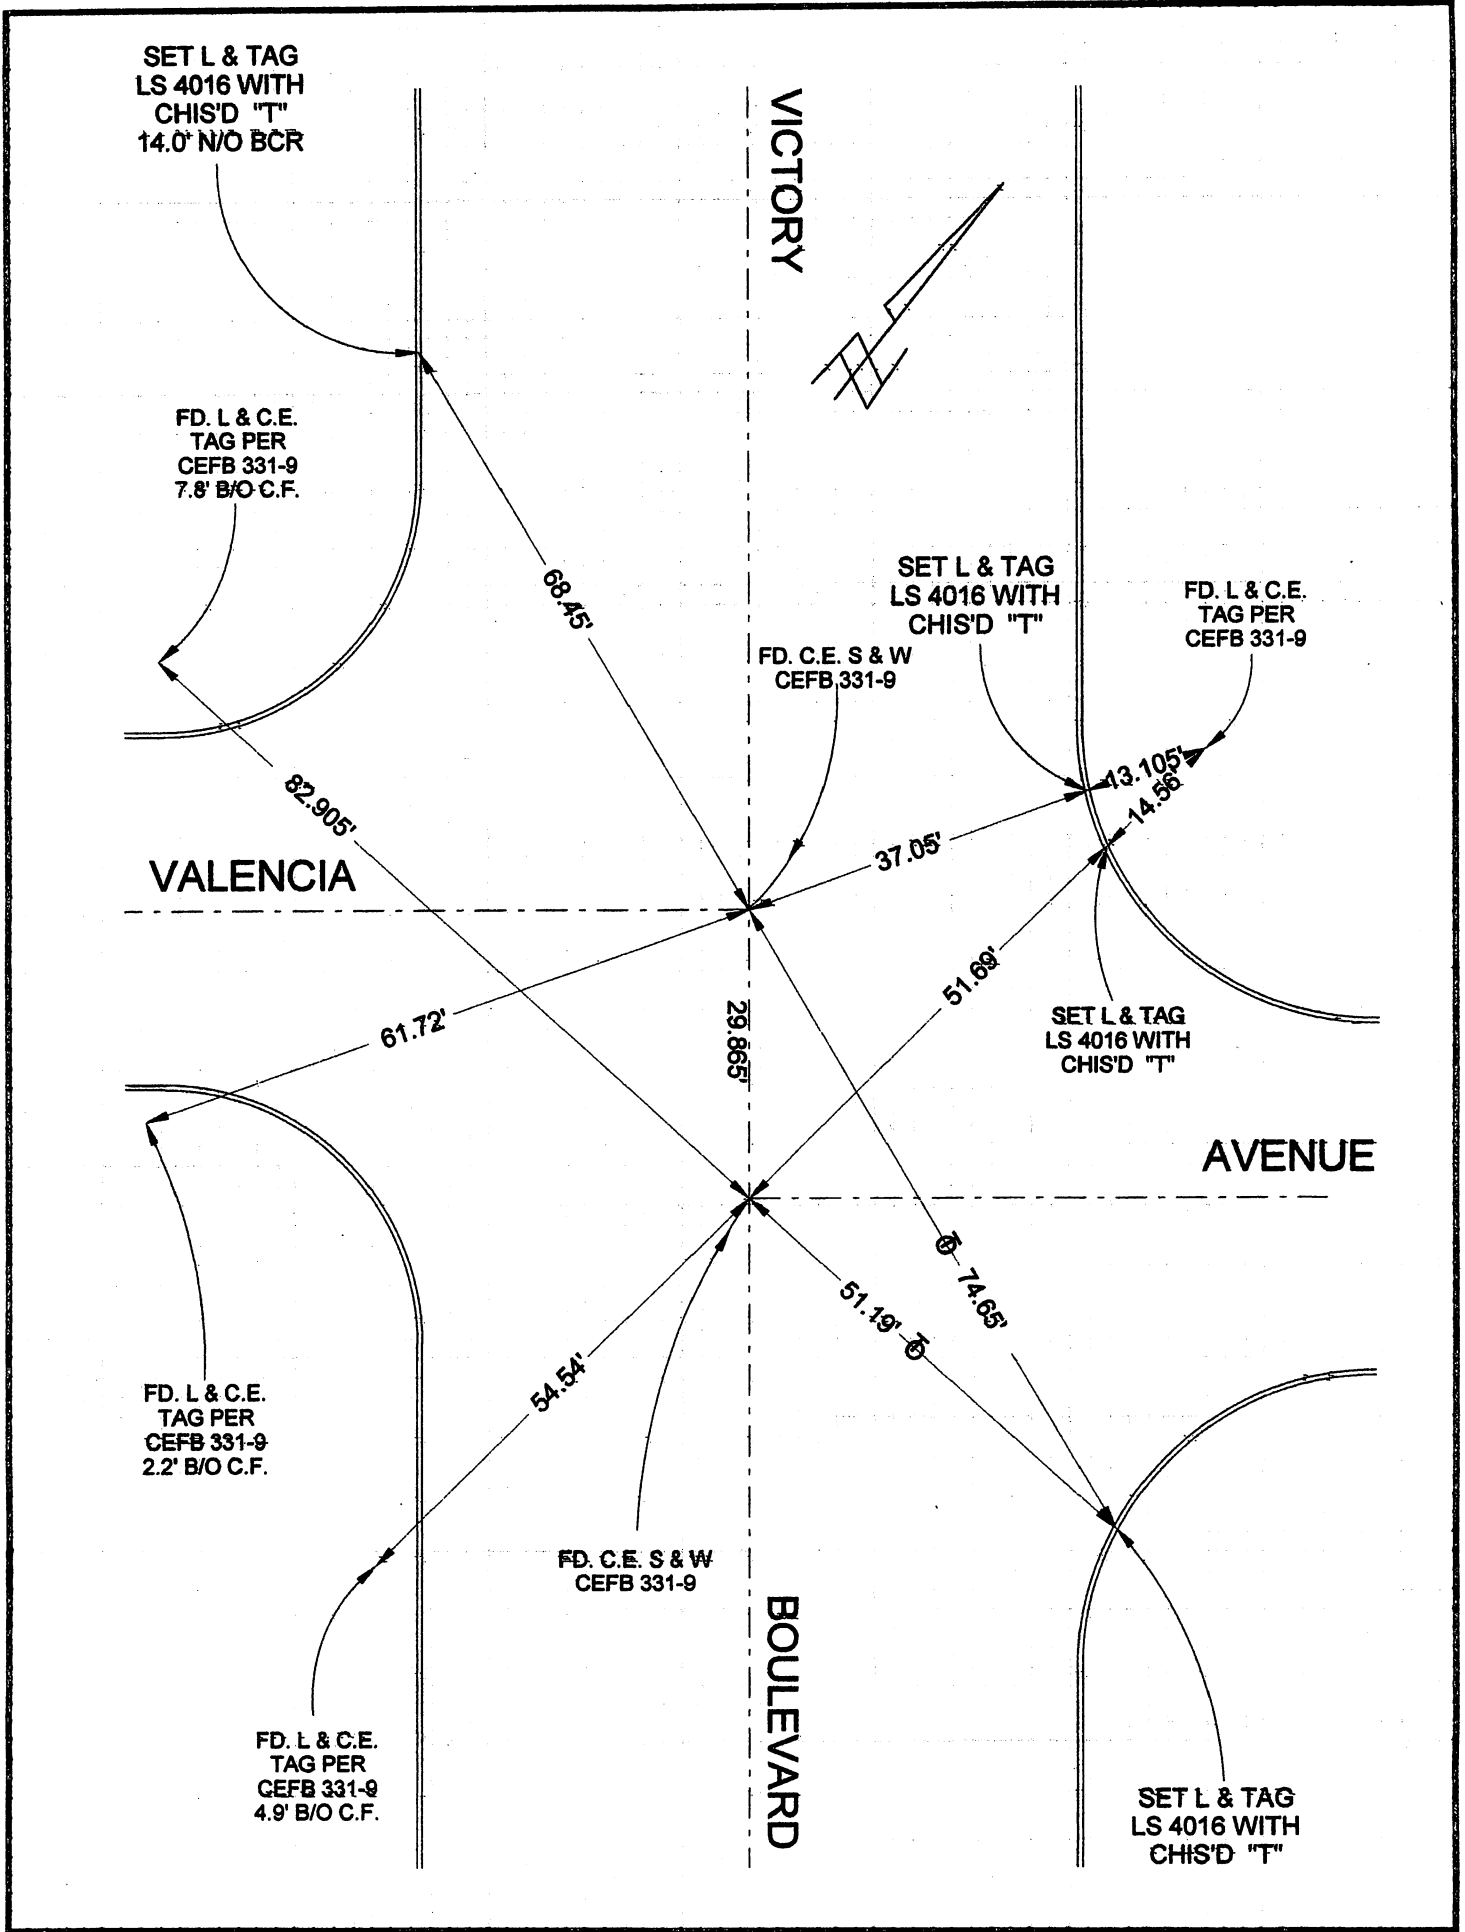 SET L & TAG
LS 4016 WITH
CHIS'D "T"
14.0' N/O BCR
VICTORY
FD. L & C.E.
TAG PER
CEFB 331-9
7.8' B/O C.F.
68.45'
SET L & TAG
LS 4016 WITH
CHIS'D "T"
FD. L & C.E.
TAG PER
CEFB 331-9
FD. C.E. S & W
CEFB 331-9
13.105'
14.56'
82.905'
37.05'
VALENCIA
51.69'
29.865'
61.72'
SET L & TAG
LS 4016 WITH
CHIS'D "T"
AVENUE
74.65'
51.19'
54.54'
FD. L & C.E.
TAG PER
CEFB 331-9
2.2' B/O C.F.
FD. C.E. S & W
CEFB 331-9
BOULEVARD
FD. L & C.E.
TAG PER
CEFB 331-9
4.9' B/O C.F.
SET L & TAG
LS 4016 WITH
CHIS'D "T"